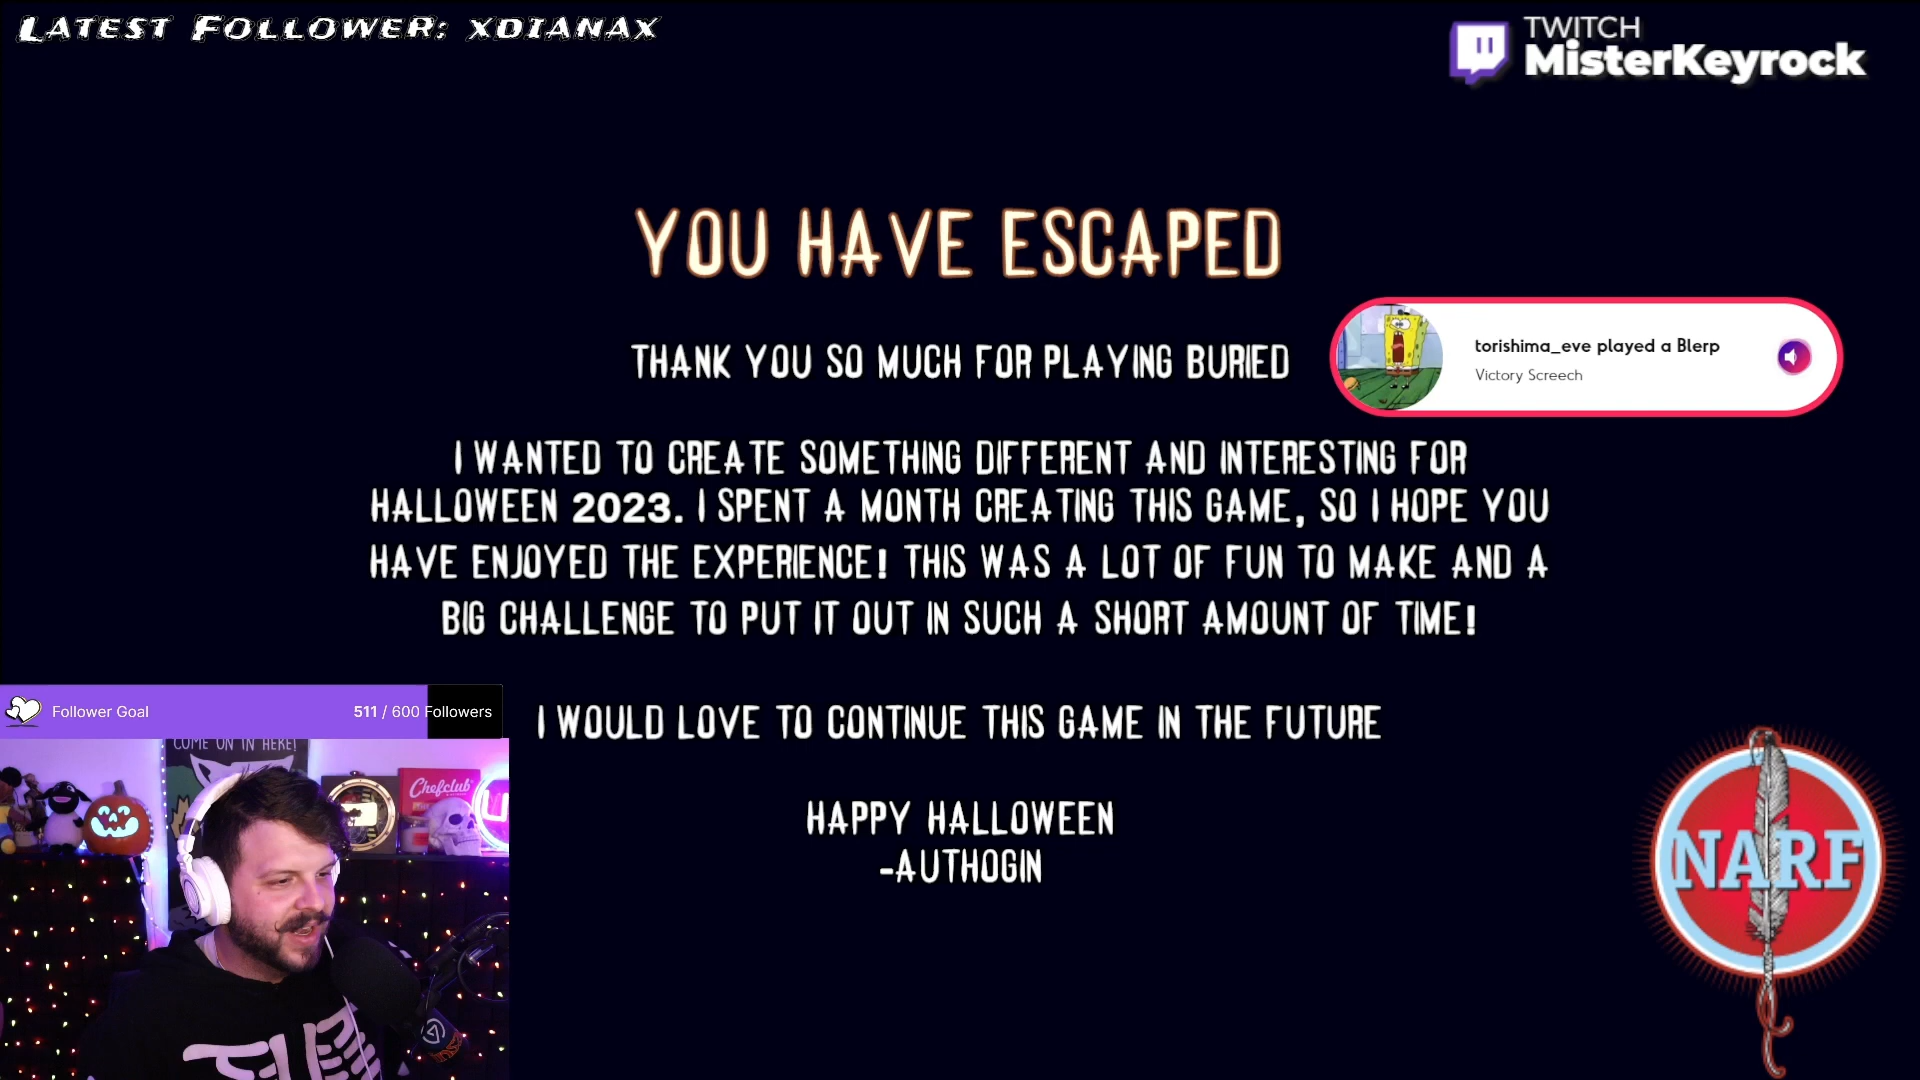 LATEST FOLLOWER: XDIANAX
TWITCH
MisterKeyrock
YOU HAVE ESCAPED
THANK YOU SO MUCH FOR PLAYING BURIED
torishima_eve played a Blerp
Victory Screech
I WANTED TO CREATE SOMETHING DIFFERENT AND INTERESTING FOR
HALLOWEEN 2023. I SPENT A MONTH CREATING THIS GAME, SO I HOPE YOU
HAVE ENJOYED THE EXPERIENCE! THIS WAS A LOT OF FUN TO MAKE AND A
BIG CHALLENGE TO PUT IT OUT IN SUCH A SHORT AMOUNT OF TIME!
Follower Goal
511 / 600 Followers
I WOULD LOVE TO CONTINUE THIS GAME IN THE FUTURE
COME ON IN HERE!
Chefclub
HAPPY HALLOWEEN
-AUTHOGIN
NARF